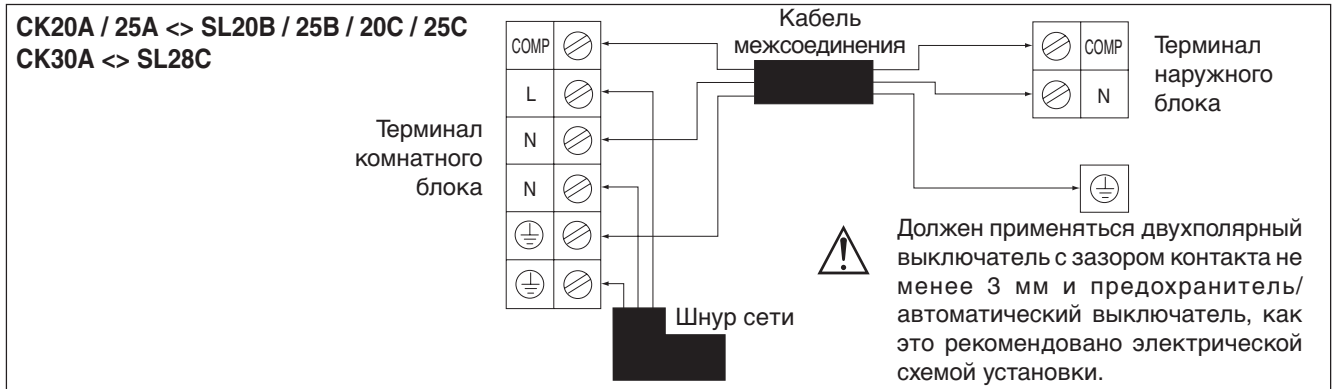 CK20A / 25A <> SL20B / 25B / 20C / 25C
CK30A <> SL28C
Терминал
комнатного
блока
COMP
L
N
N
Кабель
межсоединения
COMP
N
Терминал
наружного
блока
Шнур сети
Должен применяться двухполярный
выключатель с зазором контакта не
менее 3 мм и предохранитель/
автоматический выключатель, как
это рекомендовано электрической
схемой установки.